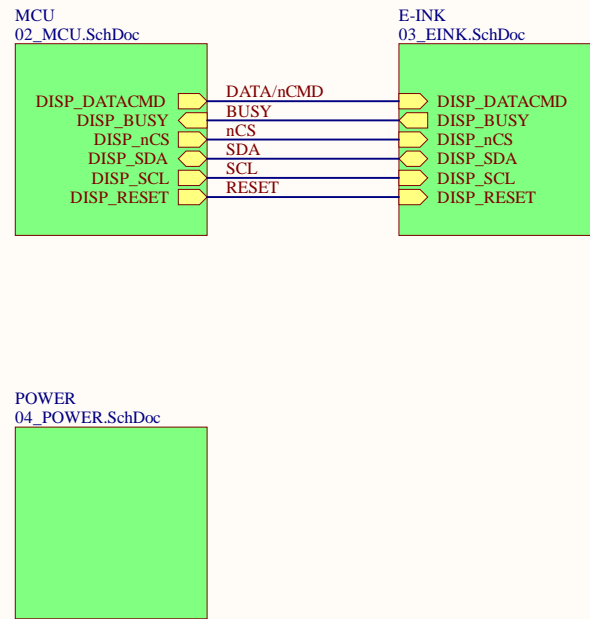 MCU
02_MCU.SchDoc
E-INK
03_EINK.SchDoc
DISP_DATACMD
DATA/nCMD
DISP_DATACMD
DISP_BUSY
BUSY
DISP_BUSY
DISP_nCS
nCS
DISP_nCS
DISP_SDA
SDA
DISP_SDA
DISP_SCL
SCL
DISP_SCL
DISP_RESET
RESET
DISP_RESET
POWER
04_POWER.SchDoc